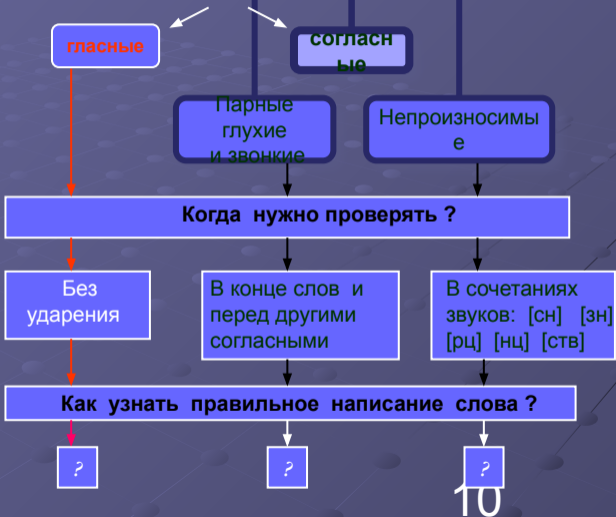 гласные
согласн
ые
Парные
глухие
и звонкие
Непроизносимы
е
Когда нужно проверять ?
Без
ударения
В конце слов и
перед другими
согласными
В сочетаниях
звуков: [сн] [зн]
[рц] [нц] [ств]
Как узнать правильное написание слова ?
?
?
?
10